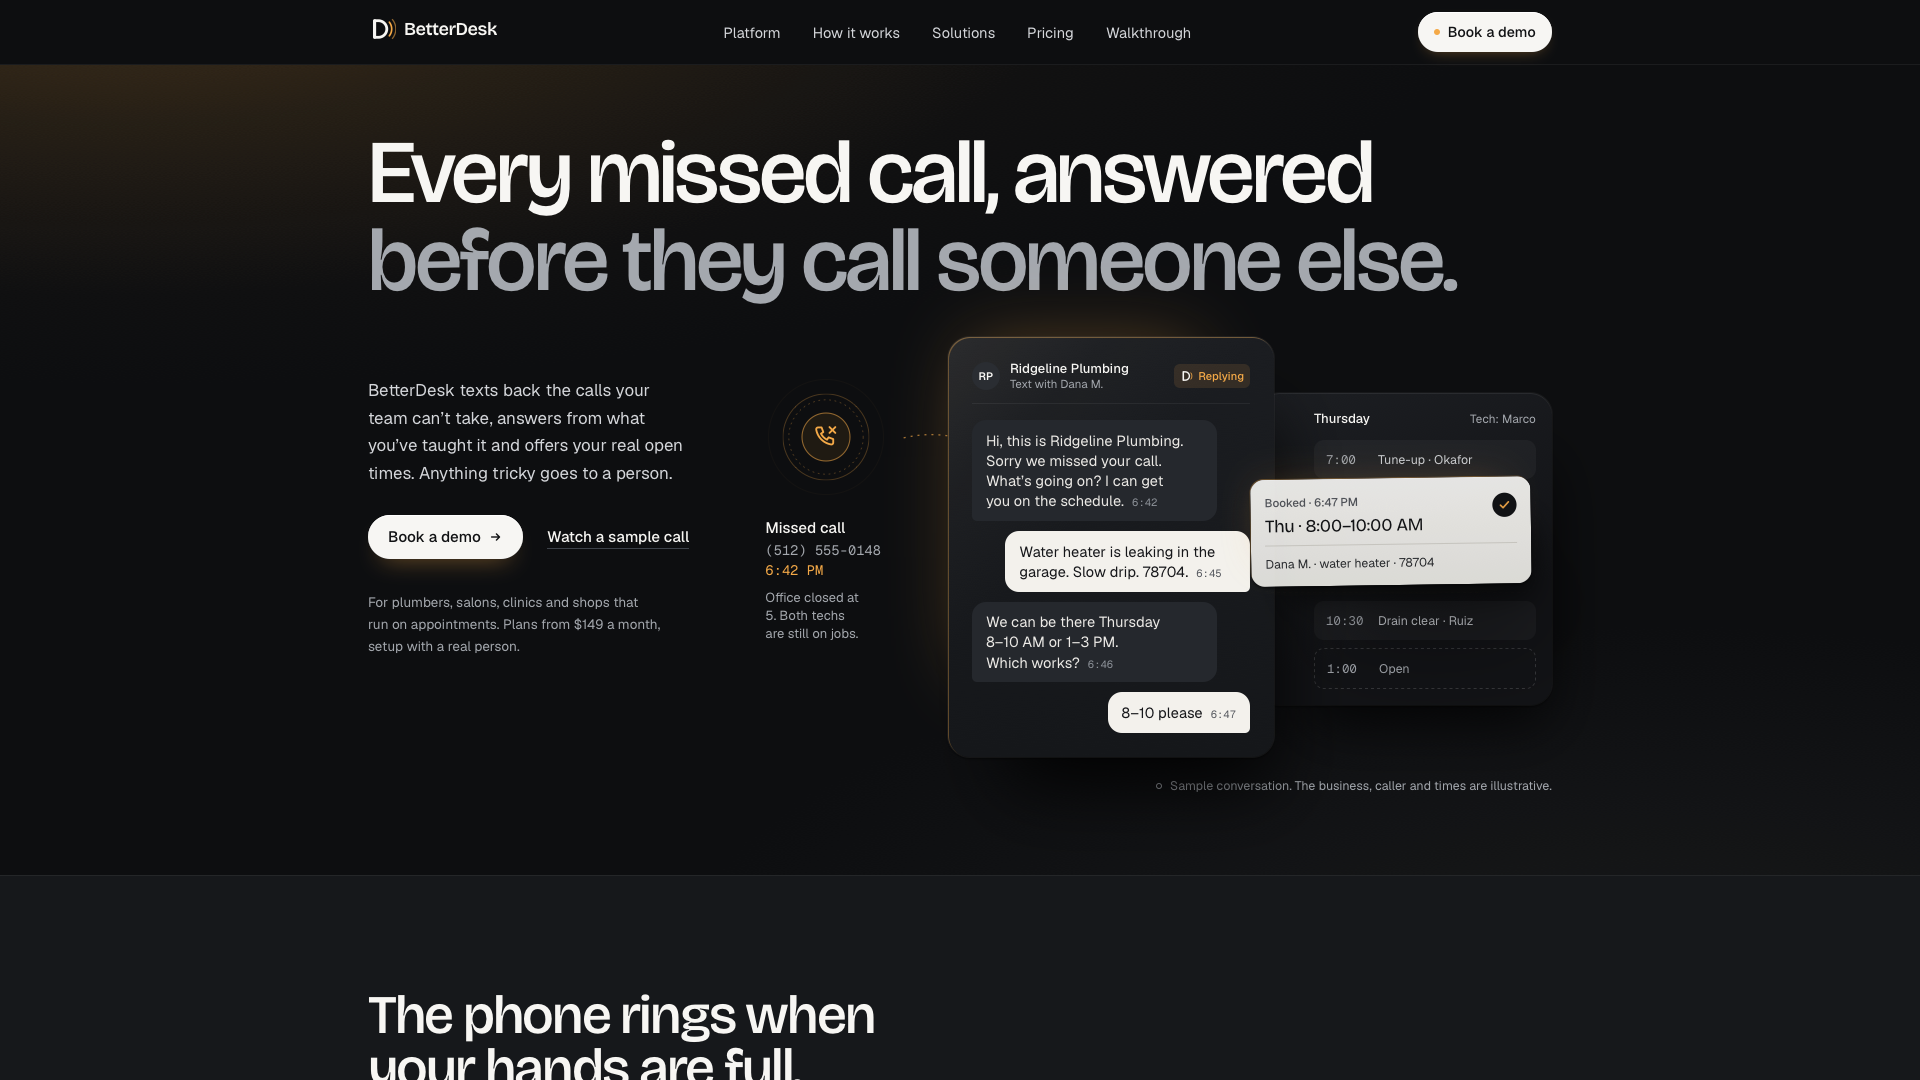 BetterDesk
Platform
How it works
Solutions
Pricing
Walkthrough
Book a demo
Every missed call, answered
before they call someone else.
BetterDesk texts back the calls your
team can’t take, answers from what
you’ve taught it and offers your real open
times. Anything tricky goes to a person.
Book a demo →
Watch a sample call
For plumbers, salons, clinics and shops that
run on appointments. Plans from $149 a month,
setup with a real person.
Missed call
(512) 555-0148
6:42 PM
Office closed at
5. Both techs
are still on jobs.
RP
Ridgeline Plumbing
Text with Dana M.
Replying
Hi, this is Ridgeline Plumbing.
Sorry we missed your call.
What’s going on? I can get
you on the schedule. 6:42
Water heater is leaking in the
garage. Slow drip. 78704. 6:45
We can be there Thursday
8–10 AM or 1–3 PM.
Which works? 6:46
8–10 please 6:47
Thursday
Tech: Marco
7:00 Tune-up · Okafor
Booked · 6:47 PM
Thu · 8:00–10:00 AM
Dana M. · water heater · 78704
10:30 Drain clear · Ruiz
1:00 Open
Sample conversation. The business, caller and times are illustrative.
The phone rings when
your hands are full.